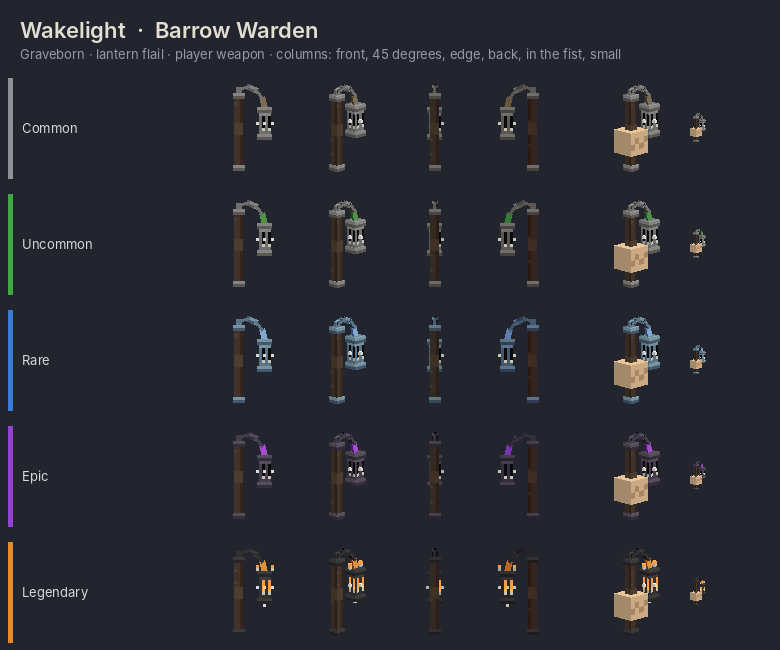 Wakelight · Barrow Warden
Graveborn · lantern flail · player weapon · columns: front, 45 degrees, edge, back, in the fist, small
Common
Uncommon
Rare
Epic
Legendary